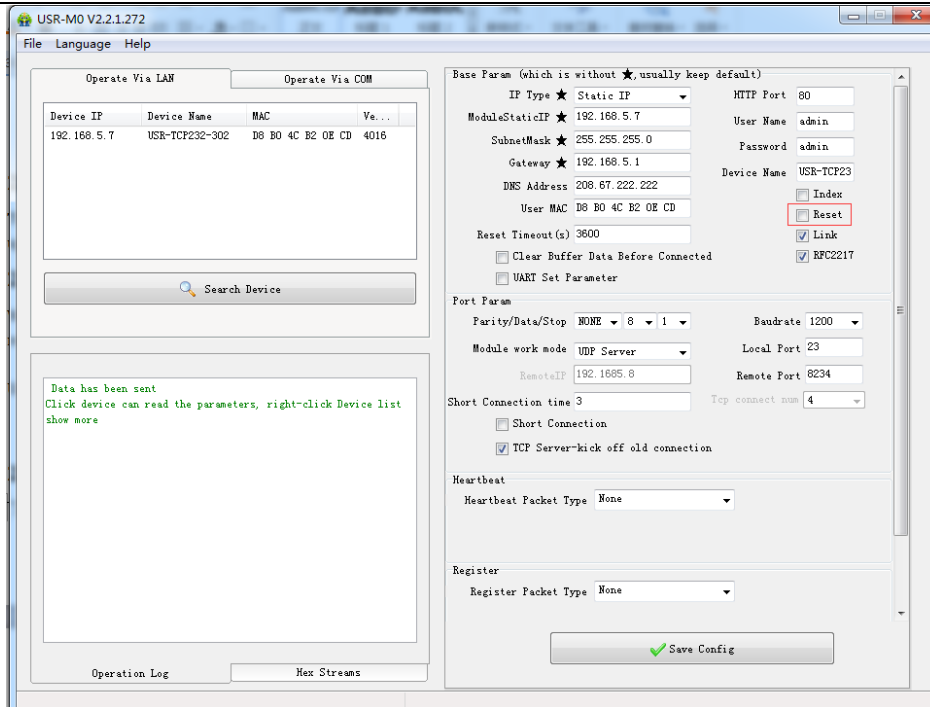 USR-M0 V2.2.1.272
File Language Help
Operate Via LAN Operate Via COM
Device IP Device Name MAC Ve...
192.168.5.7 USR-TCP232-302 D8 B0 4C B2 0E CD 4016
Search Device
Data has been sent
Click device can read the parameters, right-click Device list
show more
Operation Log Hex Streams
Base Param (which is without ★,usually keep default)
IP Type ★ Static IP HTTP Port 80
ModuleStaticIP ★ 192.168.5.7 User Name admin
SubnetMask ★ 255.255.255.0 Password admin
Gateway ★ 192.168.5.1 Device Name USR-TCP23
DNS Address 208.67.222.222 Index
User MAC D8 B0 4C B2 0E CD Reset
Reset Timeout(s) 3600 Link
Clear Buffer Data Before Connected RFC2217
UART Set Parameter
Port Param
Parity/Data/Stop NONE 8 1 Baudrate 1200
Module work mode UDP Server Local Port 23
RemoteIP 192.1685.8 Remote Port 8234
Short Connection time 3 Tcp connect num 4
Short Connection
TCP Server-kick off old connection
Heartbeat
Heartbeat Packet Type None
Register
Register Packet Type None
Save Config